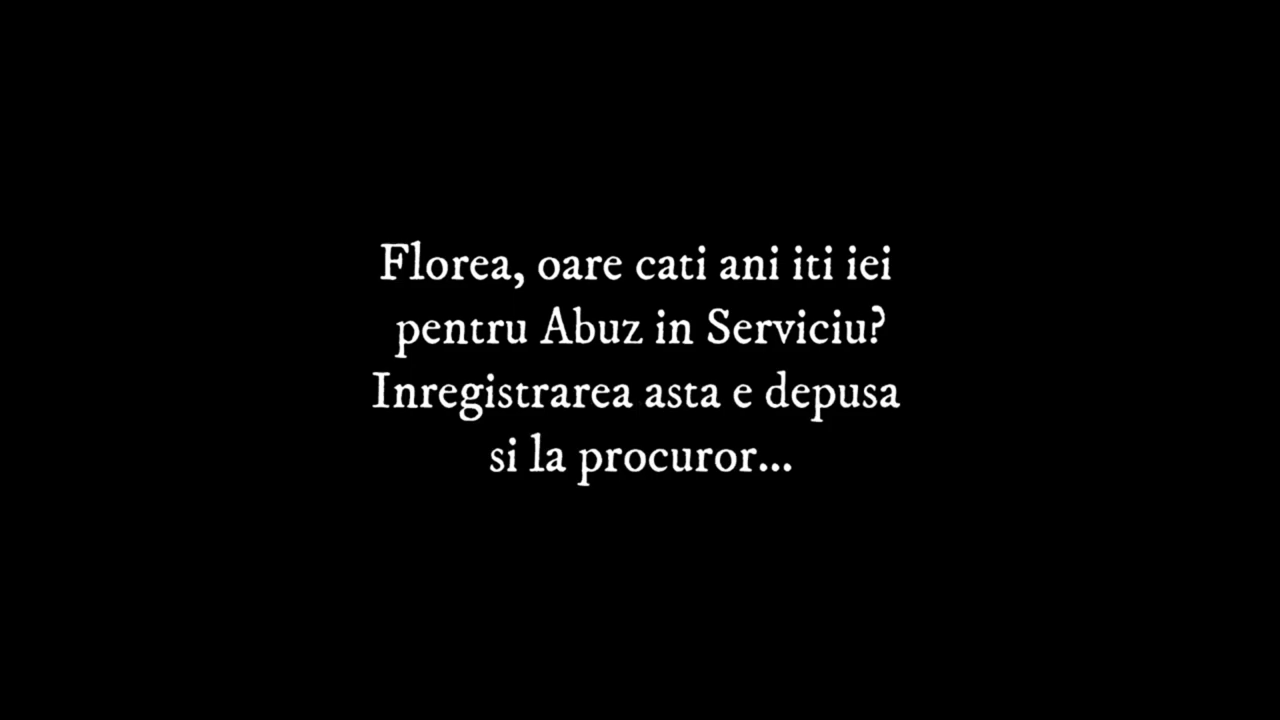 Florea, oare cati ani iti iei
pentru Abuz in Serviciu?
Inregistrarea asta e depusa
si la procuror...